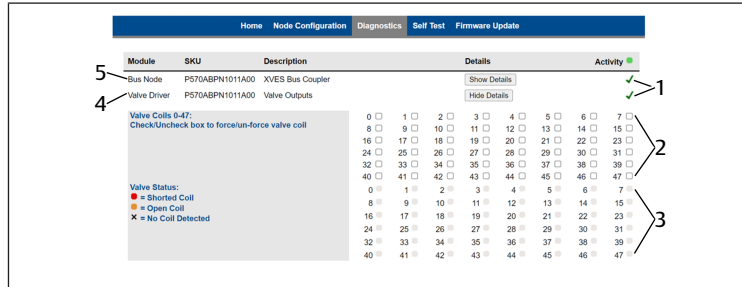 Home Node Configuration Diagnostics Self Test Firmware Update
Module SKU Description Details Activity
5 Bus Node P570ABPN1011A00 XVES Bus Coupler Show Details 1
4 Valve Driver P570ABPN1011A00 Valve Outputs Hide Details
Valve Coils 0-47: 0 1 2 3 4 5 6 7
Check/Uncheck box to force/un-force valve coil 8 9 10 11 12 13 14 15
16 17 18 19 20 21 22 23
2
24 25 26 27 28 29 30 31
32 33 34 35 36 37 38 39
40 41 42 43 44 45 46 47
Valve Status: 0 1 2 3 4 5 6 7
= Shorted Coil
= Open Coil 8 9 10 11 12 13 14 15
= No Coil Detected 16 17 18 19 20 21 22 23
3
24 25 26 27 28 29 30 31
32 33 34 35 36 37 38 39
40 41 42 43 44 45 46 47